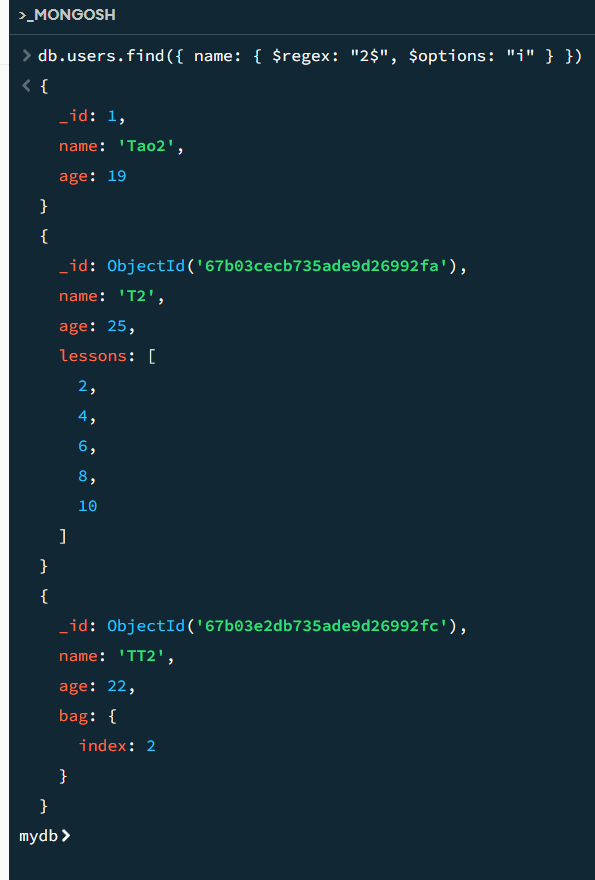 >_MONGOSH
> db.users.find({ name: { $regex: "2$", $options: "i" } })
< {
_id: 1,
name: 'Tao2',
age: 19
}
{
_id: ObjectId('67b03cecb735ade9d26992fa'),
name: 'T2',
age: 25,
lessons: [
2,
4,
6,
8,
10
]
}
{
_id: ObjectId('67b03e2db735ade9d26992fc'),
name: 'TT2',
age: 22,
bag: {
index: 2
}
}
mydb>